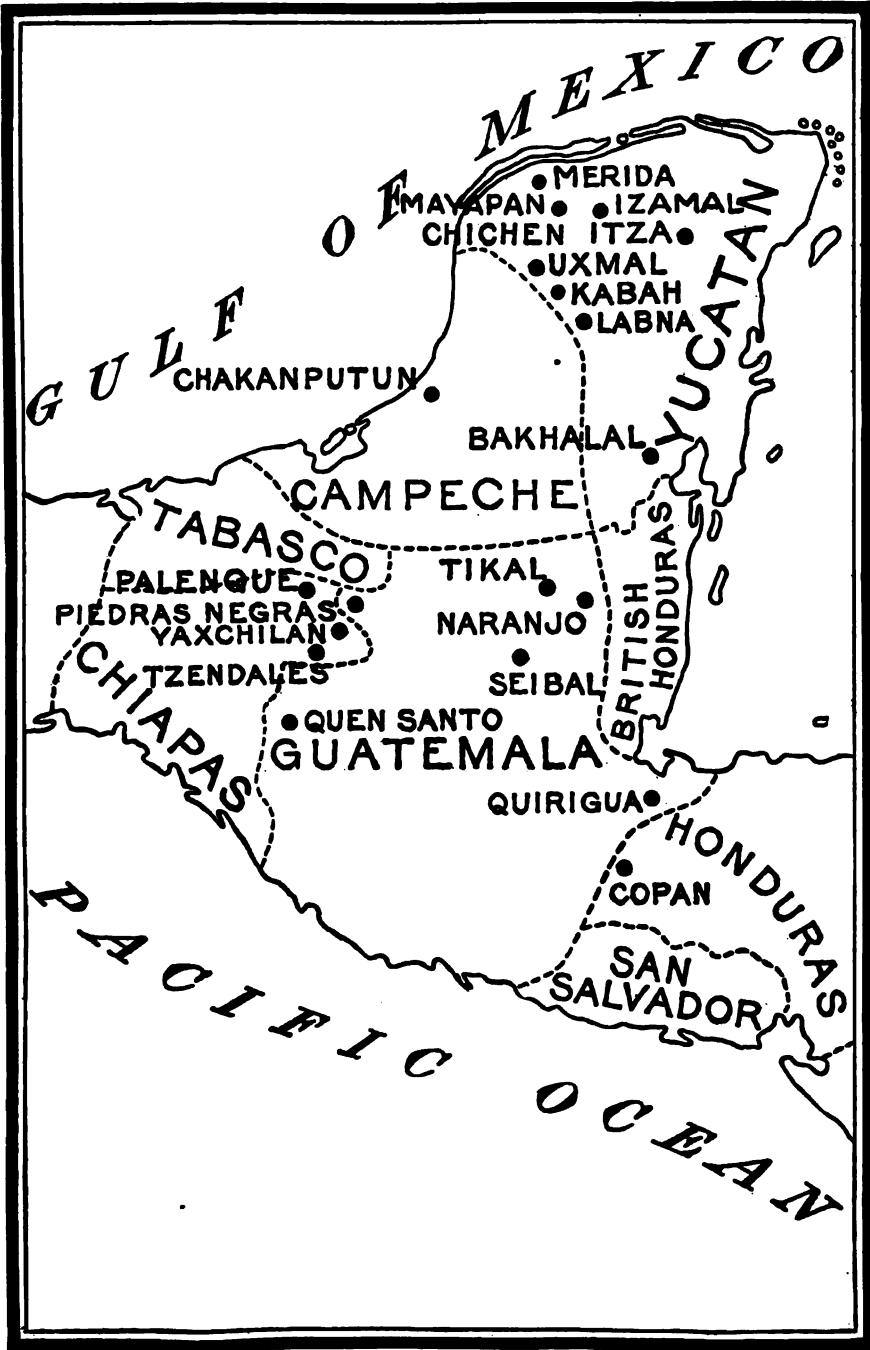 GULF OF MEXICO
MERIDA
MAYAPAN
IZAMAL
CHICHEN ITZA
UXMAL
KABAH
LABNA
YUCATAN
CHAKANPUTUN
BAKHALAL
CAMPECHE
TABASCO
TIKAL
PALENQUE
PIEDRAS NEGRAS
NARANJO
YAXCHILAN
TZENDALES
SEIBAL
BRITISH
HONDURAS
CHIAPAS
QUEN SANTO
GUATEMALA
QUIRIGUA
HONDURAS
COPAN
SAN
SALVADOR
PACIFIC OCEAN